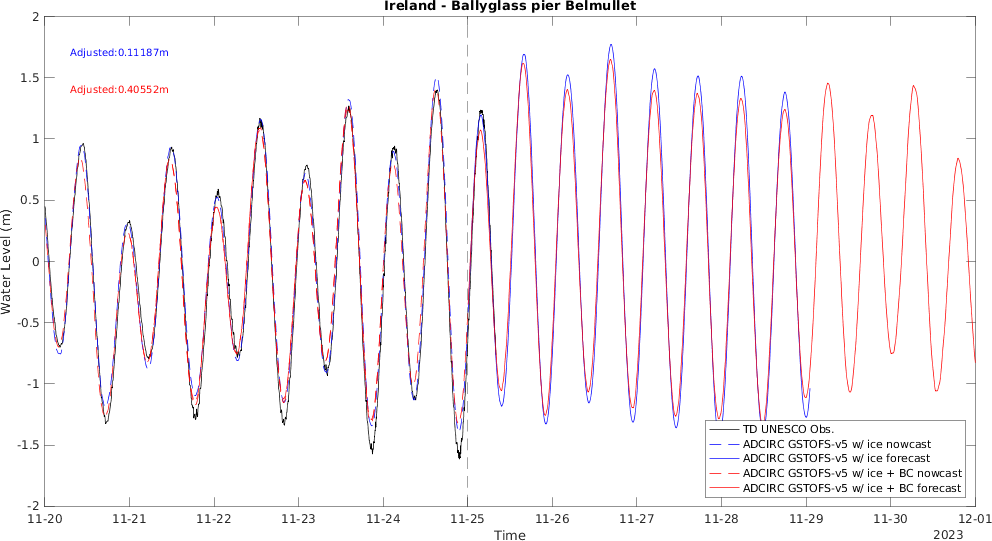 Ireland - Ballyglass pier Belmullet
2
1.5
1
0.5
0
-0.5
-1
-1.5
-2
Water Level (m)
Adjusted:0.11187m
Adjusted:0.40552m
TD UNESCO Obs.
ADCIRC GSTOFS-v5 w/ ice nowcast
ADCIRC GSTOFS-v5 w/ ice forecast
ADCIRC GSTOFS-v5 w/ ice + BC nowcast
ADCIRC GSTOFS-v5 w/ ice + BC forecast
11-20 11-21 11-22 11-23 11-24 11-25 11-26 11-27 11-28 11-29 11-30 12-01
Time
2023